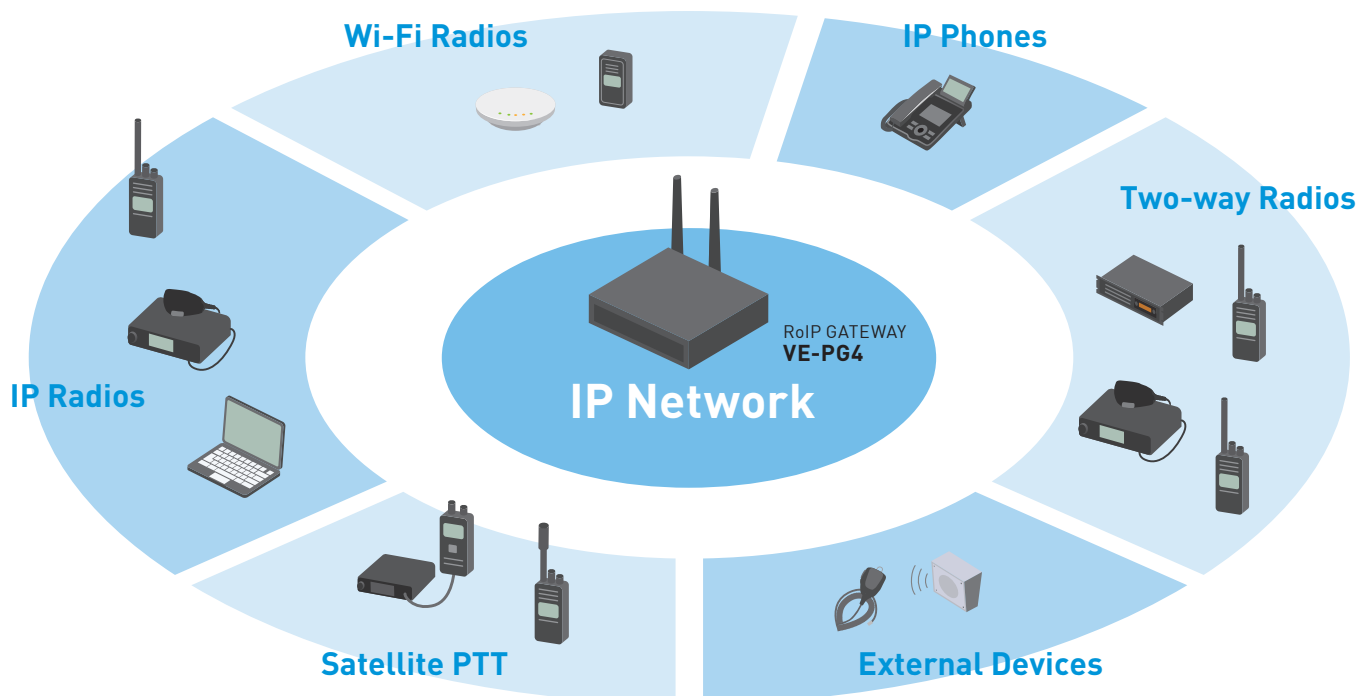 Wi-Fi Radios
IP Phones
Two-way Radios
RoIP GATEWAY
VE-PG4
IP Network
IP Radios
Satellite PTT
External Devices